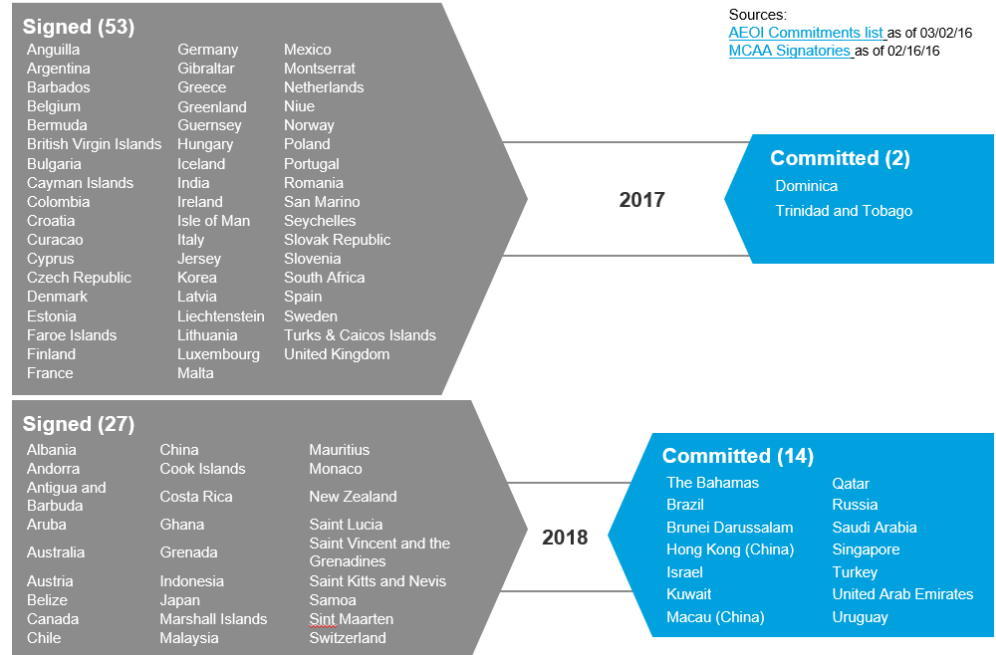 Signed (53)
Anguilla
Argentina
Barbados
Belgium
Bermuda
British Virgin Islands
Bulgaria
Cayman Islands
Colombia
Croatia
Curacao
Cyprus
Czech Republic
Denmark
Estonia
Faroe Islands
Finland
France
Germany
Gibraltar
Greece
Greenland
Guernsey
Hungary
Iceland
India
Ireland
Isle of Man
Italy
Jersey
Korea
Latvia
Liechtenstein
Lithuania
Luxembourg
Malta
Mexico
Montserrat
Netherlands
Niue
Norway
Poland
Portugal
Romania
San Marino
Seychelles
Slovak Republic
Slovenia
South Africa
Spain
Sweden
Turks & Caicos Islands
United Kingdom
2017
Sources:
AEOI Commitments list as of 03/02/16
MCAA Signatories as of 02/16/16
Committed (2)
Dominica
Trinidad and Tobago
Signed (27)
Albania
Andorra
Antigua and
Barbuda
Aruba
Australia
Austria
Belize
Canada
Chile
China
Cook Islands
Costa Rica
Ghana
Grenada
Indonesia
Japan
Marshall Islands
Malaysia
Mauritius
Monaco
New Zealand
Saint Lucia
Saint Vincent and the
Grenadines
Saint Kitts and Nevis
Samoa
Sint Maarten
Switzerland
2018
Committed (14)
The Bahamas
Brazil
Brunei Darussalam
Hong Kong (China)
Israel
Kuwait
Macau (China)
Qatar
Russia
Saudi Arabia
Singapore
Turkey
United Arab Emirates
Uruguay